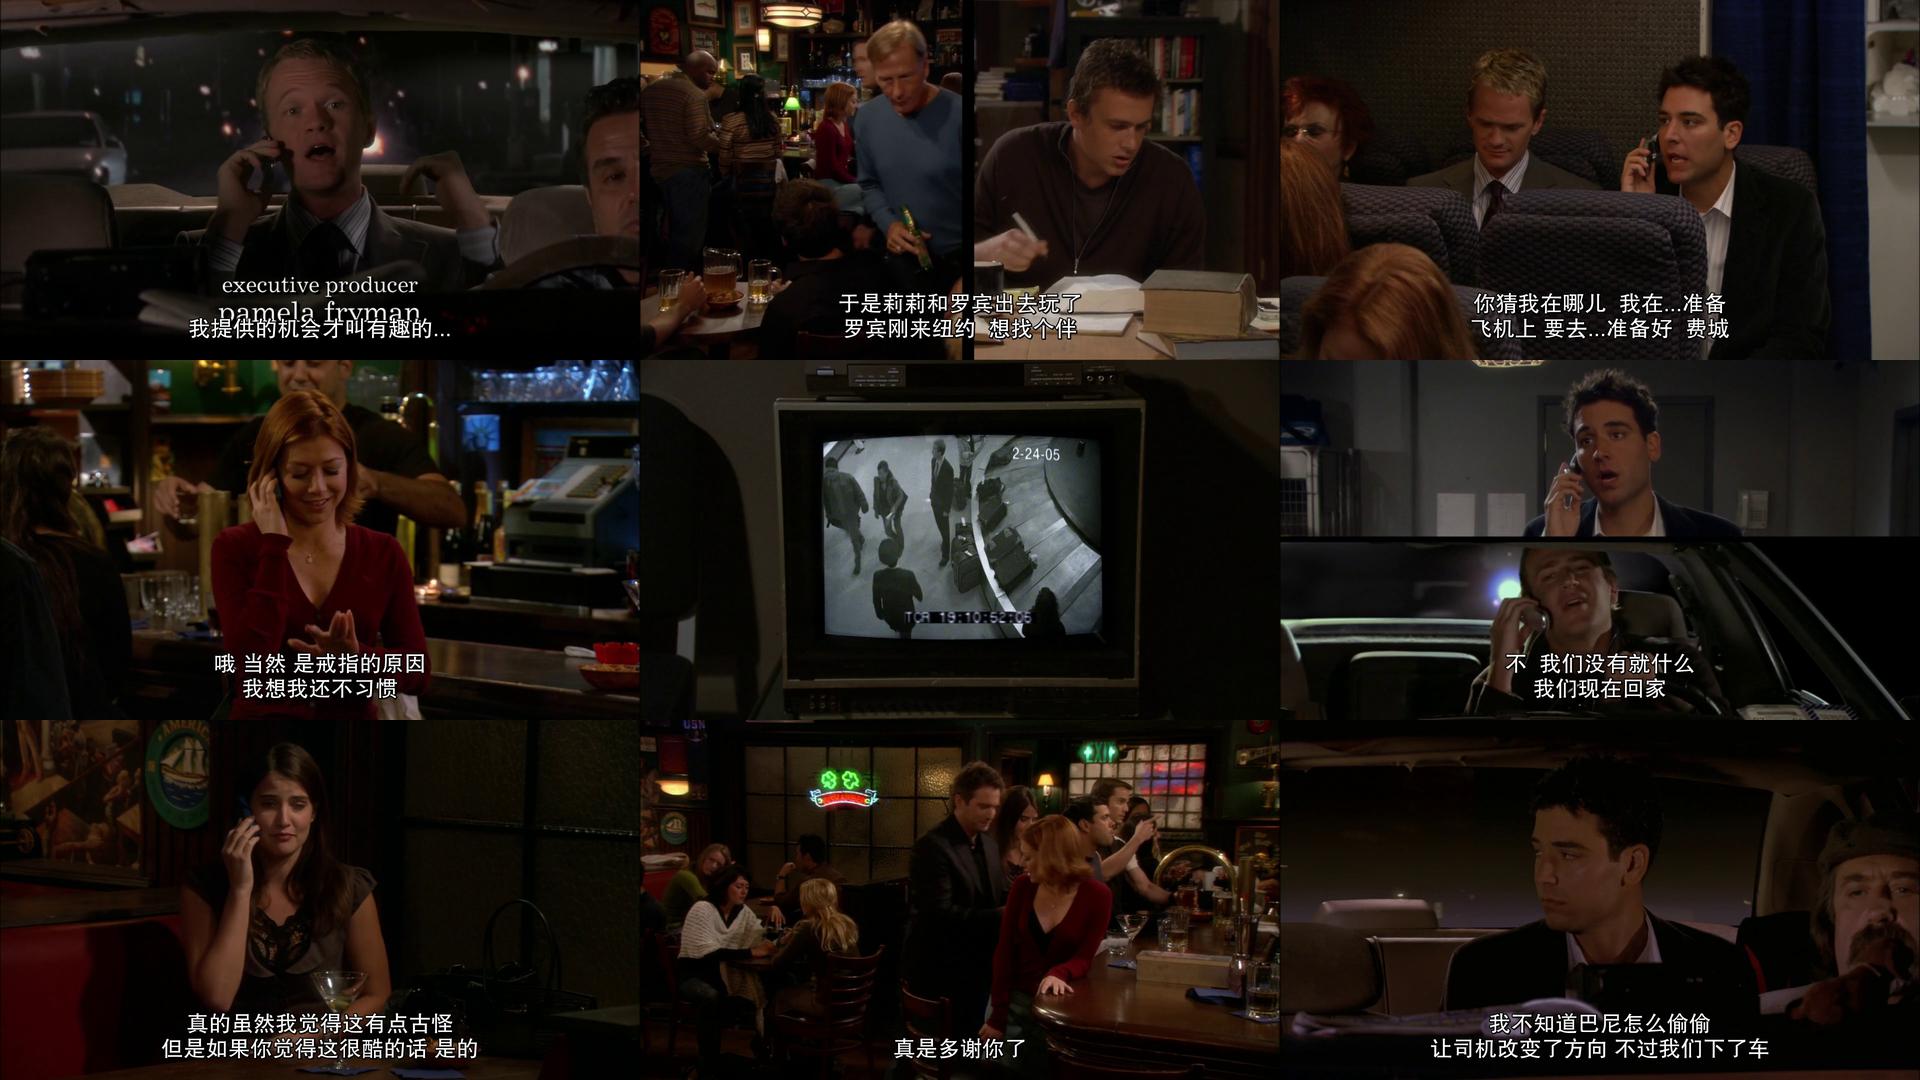 executive producer
pamela fryman
我提供的机会才叫有趣的...
于是莉莉和罗宾出去玩了
罗宾刚来纽约 想找个伴
你猜我在哪儿 我在...准备
飞机上 要去...准备好 费城
哦 当然 是戒指的原因
我想我还不习惯
2-24-05
TCR 19:10:52:05
不 我们没有就什么
我们现在回家
AMERICA
真的虽然我觉得这有点古怪
但是如果你觉得这很酷的话 是的
USN
EXIT
真是多谢你了
我不知道巴尼怎么偷偷
让司机改变了方向 不过我们下了车